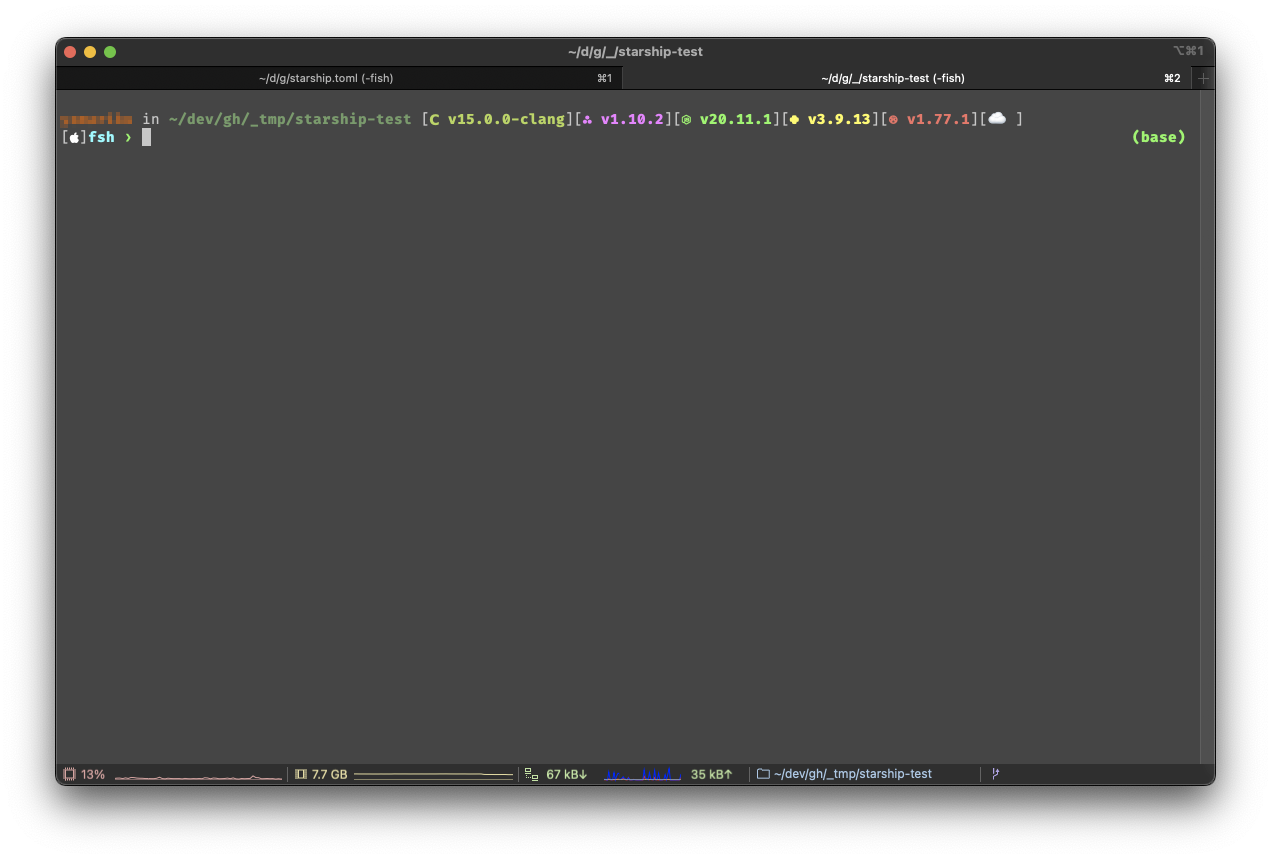 ~/d/g/_/starship-test
⌥⌘1
~/d/g/starship.toml (-fish) ⌘1
~/d/g/_/starship-test (-fish) ⌘2
in ~/dev/gh/_tmp/starship-test [C v15.0.0-clang][ v1.10.2][ v20.11.1][ v3.9.13][ v1.77.1][☁️ ]
[]fsh › (base)
13% 7.7 GB 67 kB↓ 35 kB↑ ~/dev/gh/_tmp/starship-test